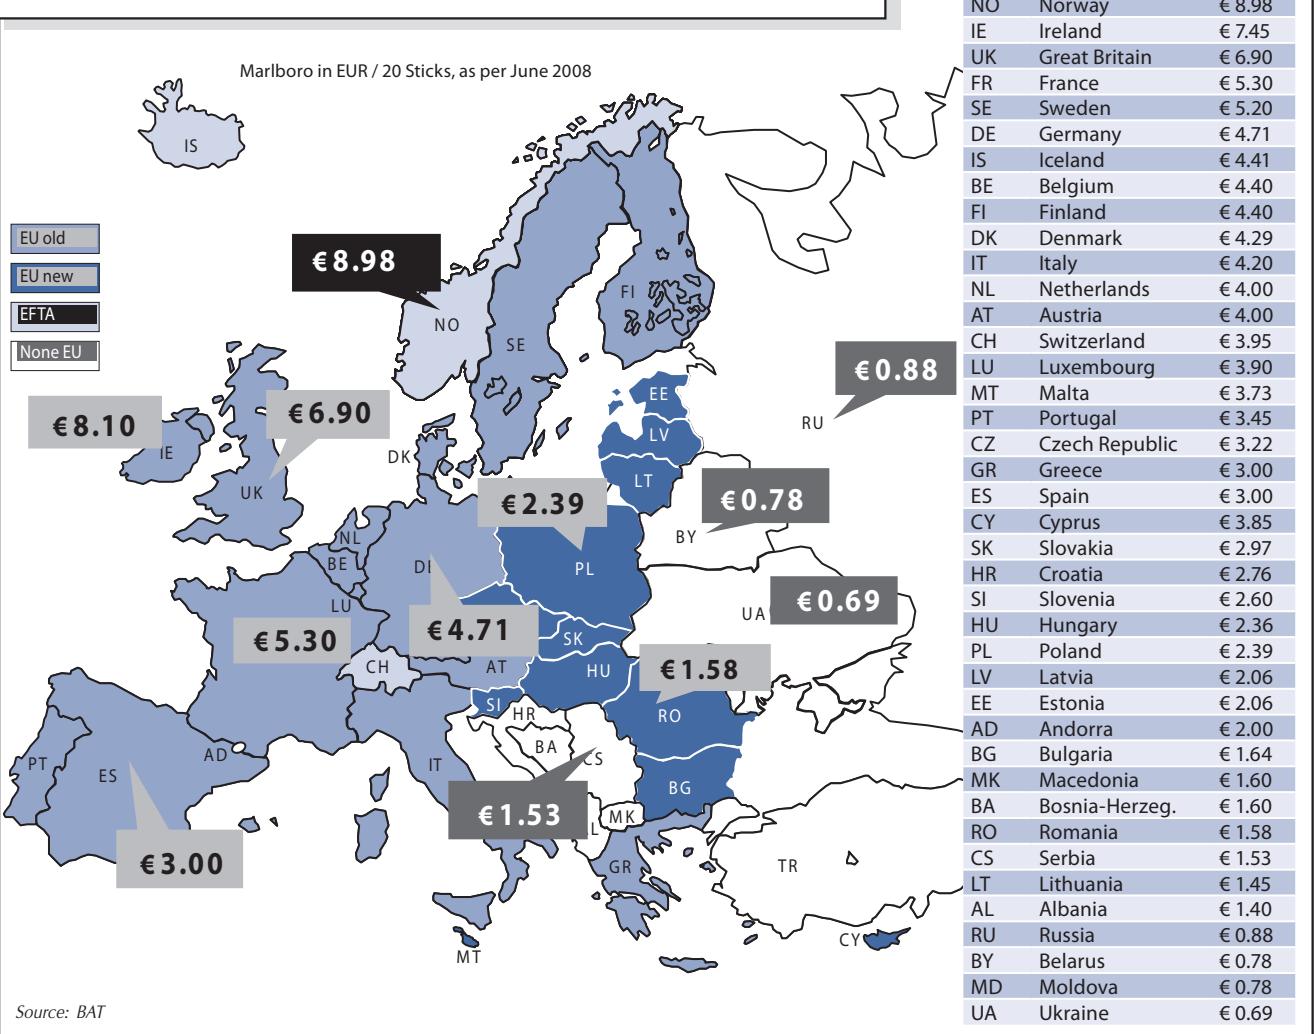 Marlboro in EUR / 20 Sticks, as per June 2008
EU old
EU new
EFTA
None EU
IS
€ 8.98
NO
SE
FI
€ 0.88
RU
€ 8.10
IE
€ 6.90
UK
DK
EE
LV
LT
€ 2.39
PL
€ 0.78
BY
NL
BE
LU
DE
€ 4.71
€ 5.30
CH
AT
SK
HU
UA
€ 0.69
€ 1.58
RO
SI
HR
BA
CS
€ 1.53
BG
MK
L
AD
PT
ES
€ 3.00
IT
GR
TR
CY
MT
Source: BAT
NO Norway € 8.98
IE Ireland € 7.45
UK Great Britain € 6.90
FR France € 5.30
SE Sweden € 5.20
DE Germany € 4.71
IS Iceland € 4.41
BE Belgium € 4.40
FI Finland € 4.40
DK Denmark € 4.29
IT Italy € 4.20
NL Netherlands € 4.00
AT Austria € 4.00
CH Switzerland € 3.95
LU Luxembourg € 3.90
MT Malta € 3.73
PT Portugal € 3.45
CZ Czech Republic € 3.22
GR Greece € 3.00
ES Spain € 3.00
CY Cyprus € 3.85
SK Slovakia € 2.97
HR Croatia € 2.76
SI Slovenia € 2.60
HU Hungary € 2.36
PL Poland € 2.39
LV Latvia € 2.06
EE Estonia € 2.06
AD Andorra € 2.00
BG Bulgaria € 1.64
MK Macedonia € 1.60
BA Bosnia-Herzeg. € 1.60
RO Romania € 1.58
CS Serbia € 1.53
LT Lithuania € 1.45
AL Albania € 1.40
RU Russia € 0.88
BY Belarus € 0.78
MD Moldova € 0.78
UA Ukraine € 0.69